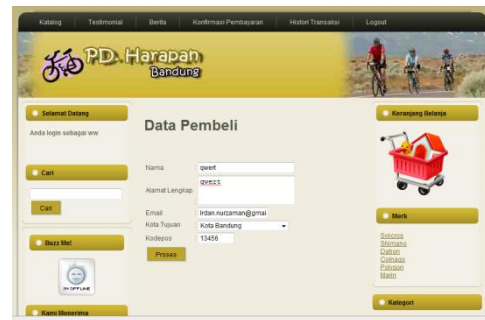 Katalog Testimonial Berita Konfirmasi Pembayaran Histori Transaksi Logout
PD. Harapan
Bandung
Selamat Datang
Anda login sebagai ww
Cari
Cari
Buzz Me!
OFFLINE
Kami Menerima
Data Pembeli
Nama qwert
Alamat Lengkap qwert
Email irdan.nurzaman@gmai
Kota Tujuan Kota Bandung
Kodepos 13456
Proses
Keranjang Belanja
Merk
Syncros
Shimano
Dahon
Colnago
Polygon
Marin
Kategori